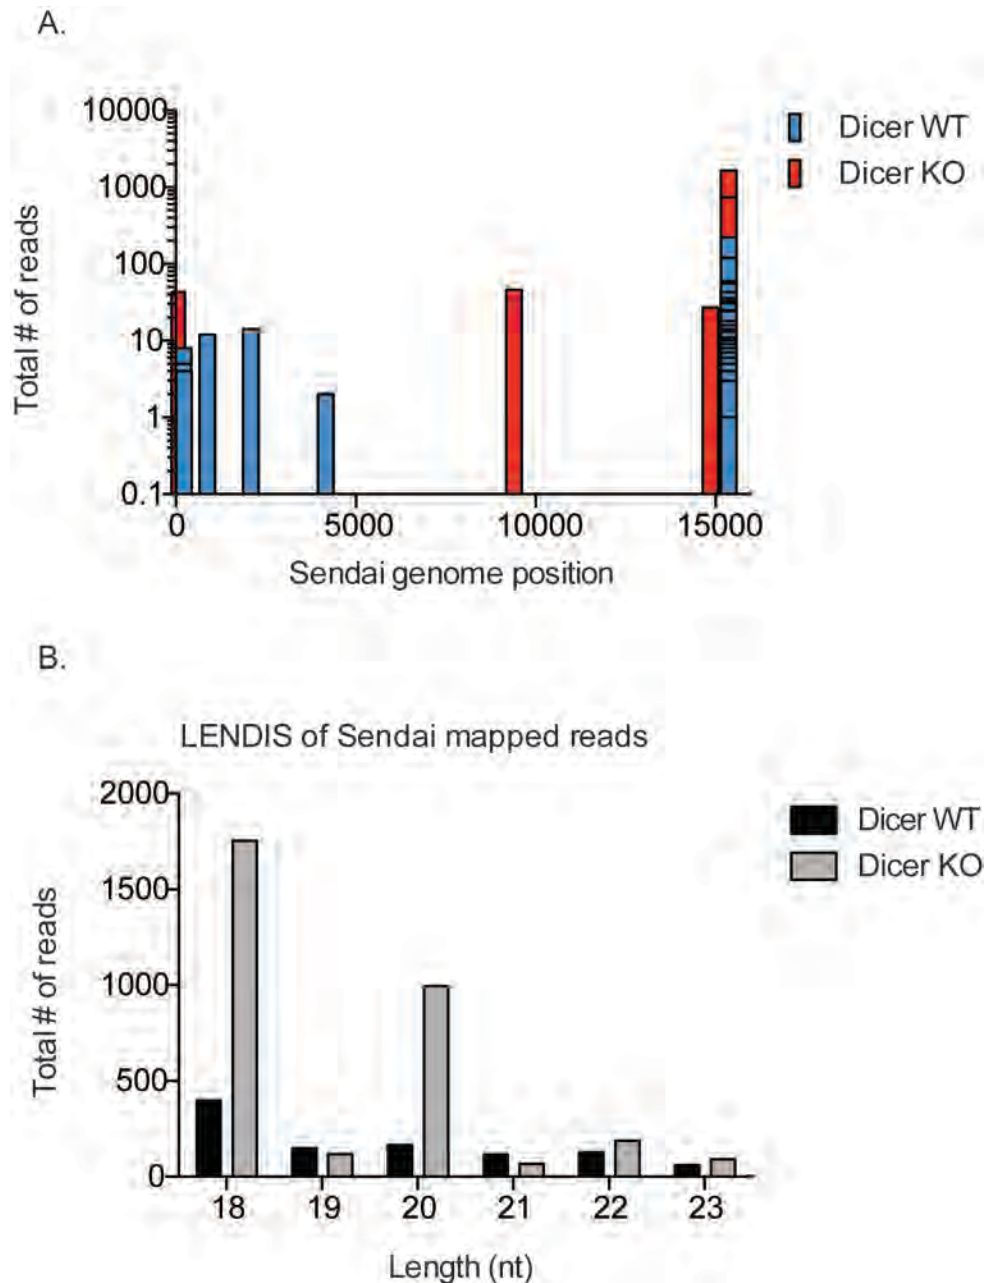 A.
10000
1000
100
10
1
0.1
Total # of reads
0
5000
10000
15000
Sendai genome position
Dicer WT
Dicer KO
B.
LENDIS of Sendai mapped reads
2000
1500
1000
500
0
Total # of reads
18
19
20
21
22
23
Length (nt)
Dicer WT
Dicer KO